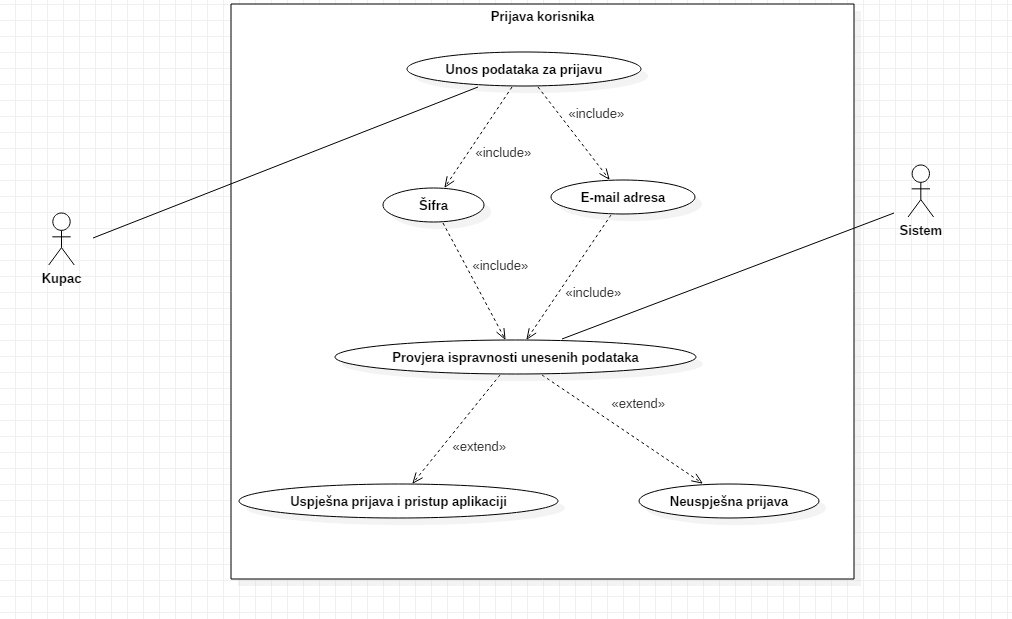 Prijava korisnika
Unos podataka za prijavu
«include»
«include»
Šifra
E-mail adresa
Sistem
Kupac
«include»
«include»
Provjera ispravnosti unesenih podataka
«extend»
«extend»
Uspješna prijava i pristup aplikaciji
Neuspješna prijava